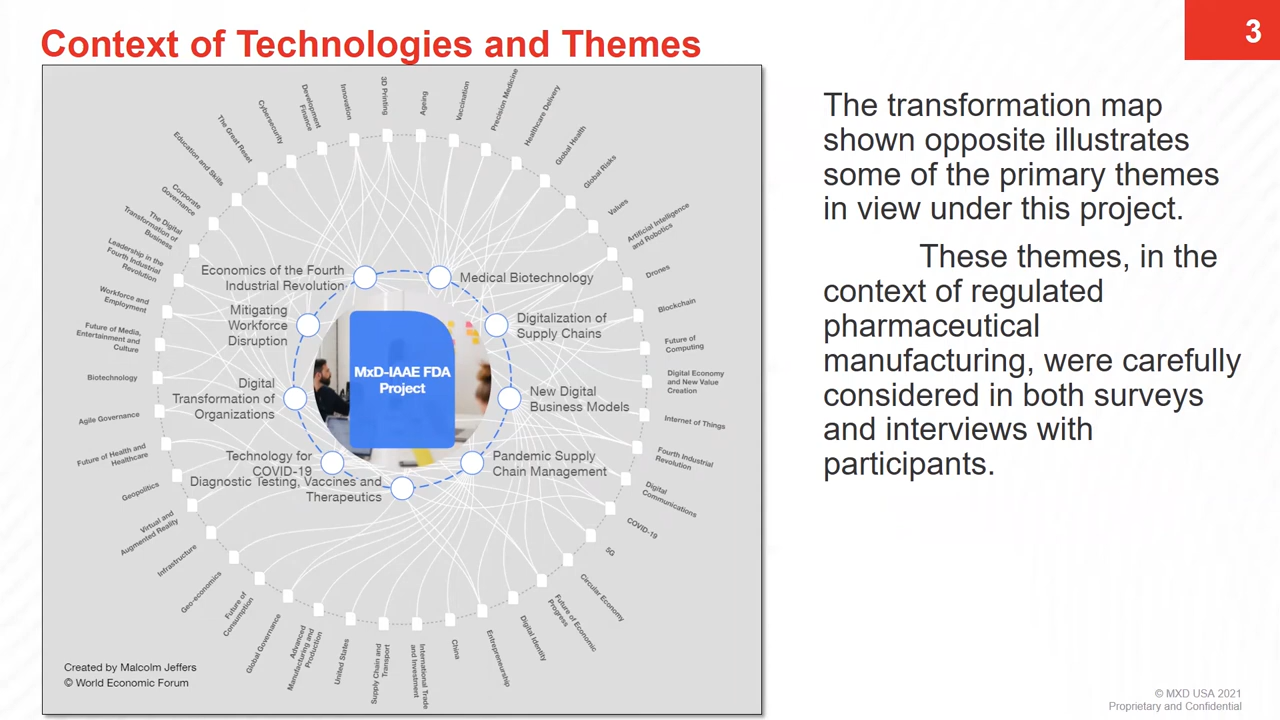 Context of Technologies and Themes
3
3D Printing
Ageing
Vaccination
Precision Medicine
Healthcare Delivery
Global Health
Global Risks
Values
Artificial Intelligence
and Robotics
Drones
Blockchain
Future of
Computing
Digital Economy
and New Value
Creation
Internet of Things
Fourth Industrial
Revolution
Digital
Communications
COVID-19
5G
Circular Economy
Future of Economic
Progress
Digital Identity
Entrepreneurship
China
International Trade
and Investment
Supply Chain and
Transport
United States
Advanced
Manufacturing and
Production
Global Governance
Future of
Consumption
Geo-economics
Infrastructure
Virtual and
Augmented Reality
Geopolitics
Future of Health and
Healthcare
Agile Governance
Biotechnology
Future of Media,
Entertainment and
Culture
Workforce and
Employment
Leadership in the
Fourth Industrial
Revolution
The Digital
Transformation of
Business
Corporate
Governance
Education and Skills
The Great Reset
Cybersecurity
Development
Finance
Innovation
Economics of the Fourth
Industrial Revolution
Medical Biotechnology
Mitigating
Workforce
Disruption
Digitalization of
Supply Chains
MxD-IAAE FDA
Project
Digital
Transformation of
Organizations
New Digital
Business Models
Technology for
COVID-19
Pandemic Supply
Chain Management
Diagnostic Testing, Vaccines and
Therapeutics
Created by Malcolm Jeffers
© World Economic Forum
The transformation map
shown opposite illustrates
some of the primary themes
in view under this project.
These themes, in the
context of regulated
pharmaceutical
manufacturing, were carefully
considered in both surveys
and interviews with
participants.
© MXD USA 2021
Proprietary and Confidential